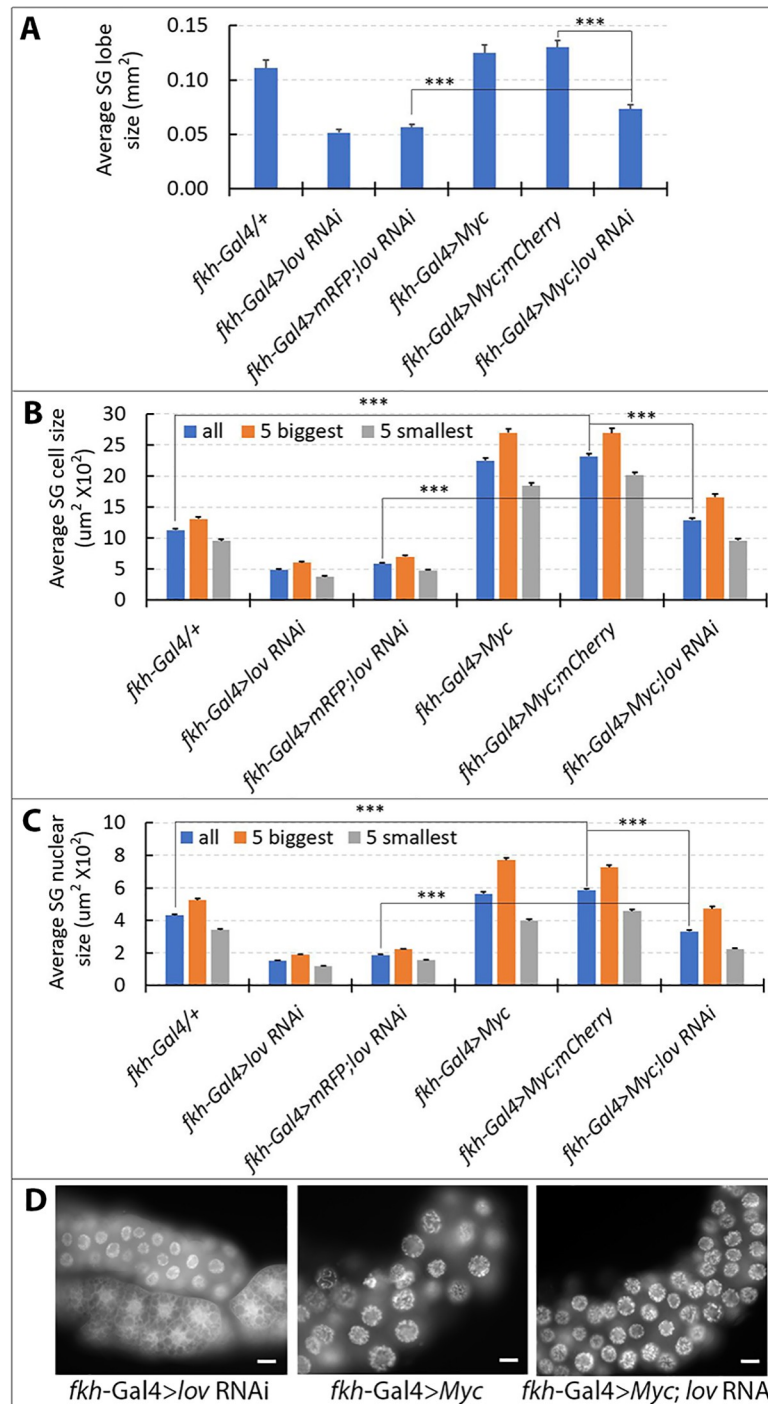 A
Average SG lobe
size (mm²)
0.15
0.10
0.05
0.00
***
***
fkh-Gal4/+
fkh-Gal4>lov RNAi
fkh-Gal4>mRFP;lov RNAi
fkh-Gal4>Myc
fkh-Gal4>Myc;mCherry
fkh-Gal4>Myc;lov RNAi
B
Average SG cell size
(um² X10²)
30
25
20
15
10
5
0
***
***
***
all 5 biggest 5 smallest
fkh-Gal4/+
fkh-Gal4>lov RNAi
fkh-Gal4>mRFP;lov RNAi
fkh-Gal4>Myc
fkh-Gal4>Myc;mCherry
fkh-Gal4>Myc;lov RNAi
C
Average SG nuclear
size (um² X10²)
10
8
6
4
2
0
***
***
***
all 5 biggest 5 smallest
fkh-Gal4/+
fkh-Gal4>lov RNAi
fkh-Gal4>mRFP;lov RNAi
fkh-Gal4>Myc
fkh-Gal4>Myc;mCherry
fkh-Gal4>Myc;lov RNAi
D
fkh-Gal4>lov RNAi
fkh-Gal4>Myc
fkh-Gal4>Myc; lov RNA